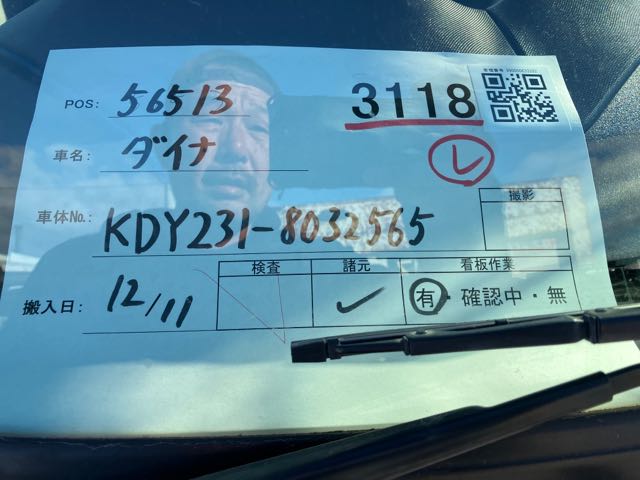 POS: 56513 3118
車名: ダイナ レ
車体No.: KDY231-8032565 撮影
検査 諸元 看板作業
搬入日: 12/11 ✓ 有・確認中・無